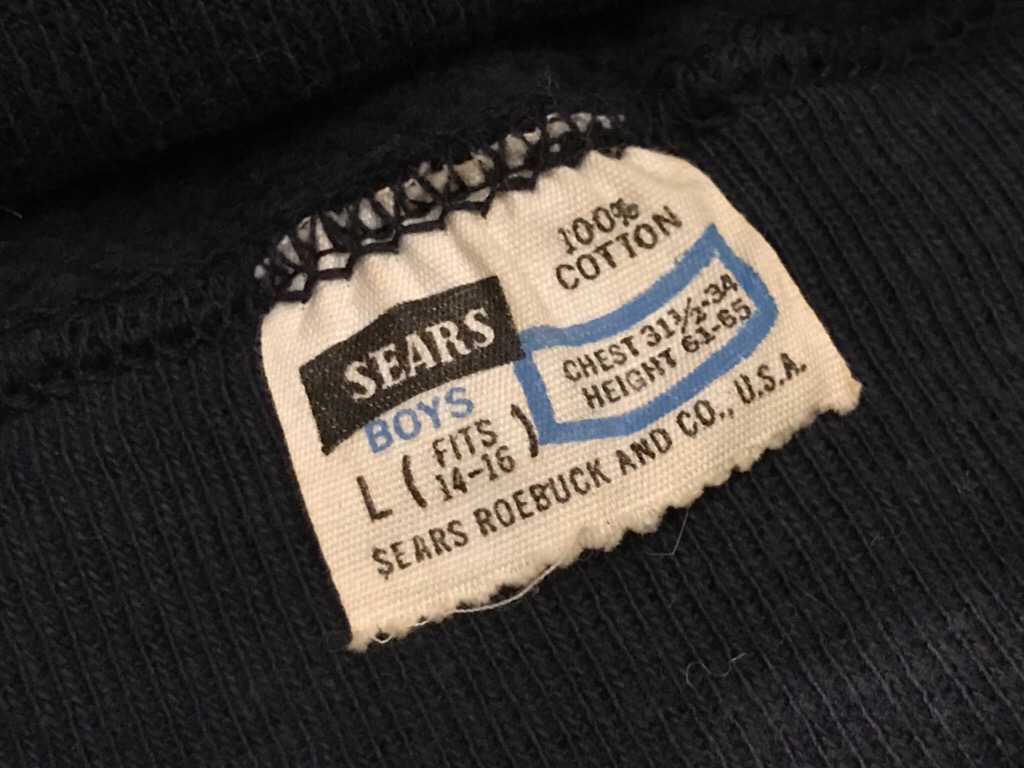 100%
COTTON
SEARS
BOYS
L ( FITS
14-16 )
CHEST 31½-34
HEIGHT 61-65
SEARS ROEBUCK AND CO., U.S.A.